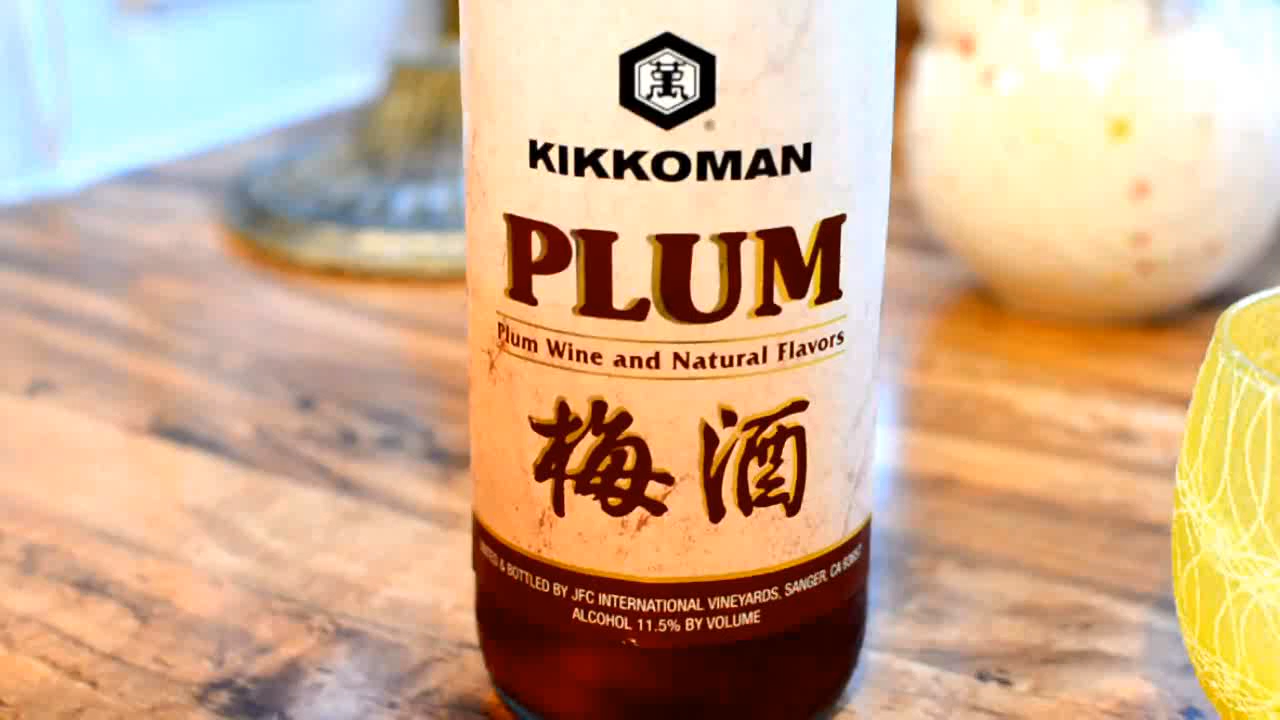 KIKKOMAN
PLUM
Plum Wine and Natural Flavors
梅酒
& BOTTLED BY JFC INTERNATIONAL VINEYARDS, SANGER, CA
ALCOHOL 11.5% BY VOLUME